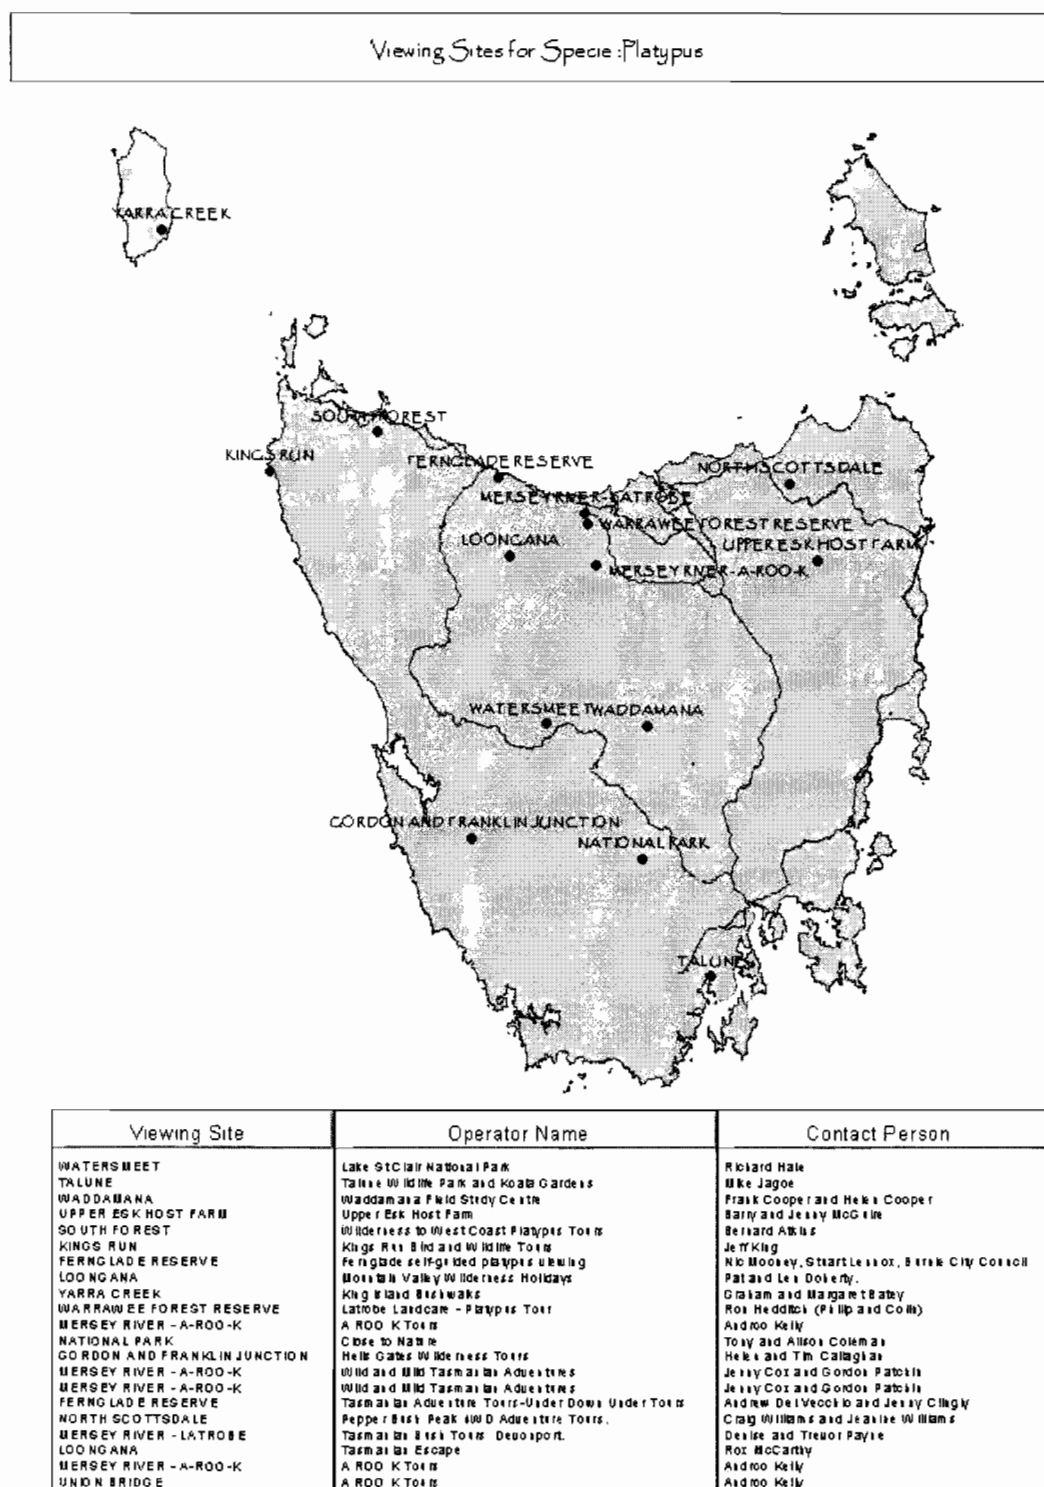 Viewing Sites for Specie :Platypus
YARRA CREEK
SOUTH FOREST
KINGS RUN
FERNGLADE RESERVE
NORTH SCOTTSDALE
MERSEY RIVER - LATROBE
WARRAWEE FOREST RESERVE
LOONGANA
UPPER ESK HOST FARM
MERSEY RIVER - A-ROO-K
WATERSMEET WADDAMANA
GORDON AND FRANKLIN JUNCTION
NATIONAL PARK
TALUNE
Viewing Site Operator Name Contact Person
WATERSMEET Lake St Clair National Park Richard Hale
TALUNE Talune Wildlife Park and Koala Gardens Mike Jagoe
WADDAMANA Waddamana Field Study Centre Frank Cooper and Helen Cooper
UPPER ESK HOST FARM Upper Esk Host Farm Barry and Jenny McGuire
SOUTH FOREST Wilderness to West Coast Platypus Tours Bernard Atkins
KINGS RUN Kings Run Bird and Wildlife Tours Jeff King
FERNGLADE RESERVE Fernglade self-guided platypus viewing Nic Mooney, Stuart Lennox, Burnie City Council
LOONGANA Mountain Valley Wilderness Holidays Pat and Len Doherty.
YARRA CREEK King Island Bushwaks Graham and Margaret Batey
WARRAWEE FOREST RESERVE Latrobe Landcare - Platypus Tour Ron Hedditch (Phillip and Colin)
MERSEY RIVER - A-ROO-K A ROO K Tours Androo Kelly
NATIONAL PARK Close to Nature Tony and Alison Coleman
GORDON AND FRANKLIN JUNCTION Hells Gates Wilderness Tours Helen and Tim Callaghan
MERSEY RIVER - A-ROO-K Wild and Mild Tasmanian Adventures Jenny Cox and Gordon Patchin
MERSEY RIVER - A-ROO-K Wild and Mild Tasmanian Adventures Jenny Cox and Gordon Patchin
FERNGLADE RESERVE Tasmanian Adventure Tours-Under Down Under Tours Andrew Del Vecchio and Jenny Clingly
NORTH SCOTTSDALE Pepper Bush Peak 4WD Adventure Tours. Craig Williams and Jeanine Williams
MERSEY RIVER - LATROBE Tasmanian Bush Tours Devonport. Denise and Trevor Payne
LOONGANA Tasmanian Escape Rox McCarthy
MERSEY RIVER - A-ROO-K A ROO K Tours Androo Kelly
UNION BRIDGE A ROO K Tours Androo Kelly